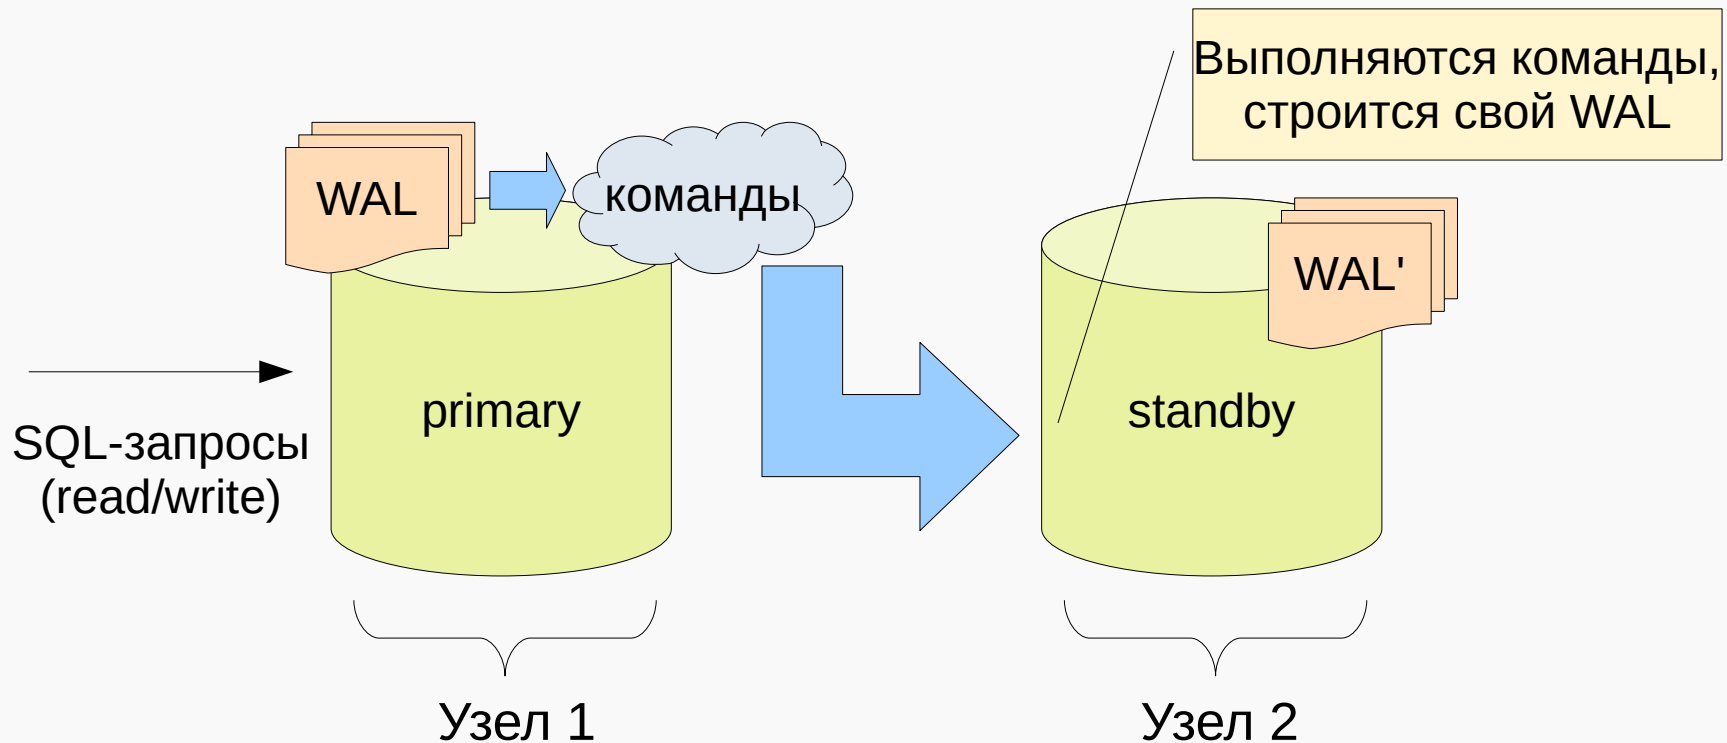 Выполняются команды,
строится свой WAL
WAL
команды
WAL'
primary
standby
SQL-запросы
(read/write)
Узел 1
Узел 2